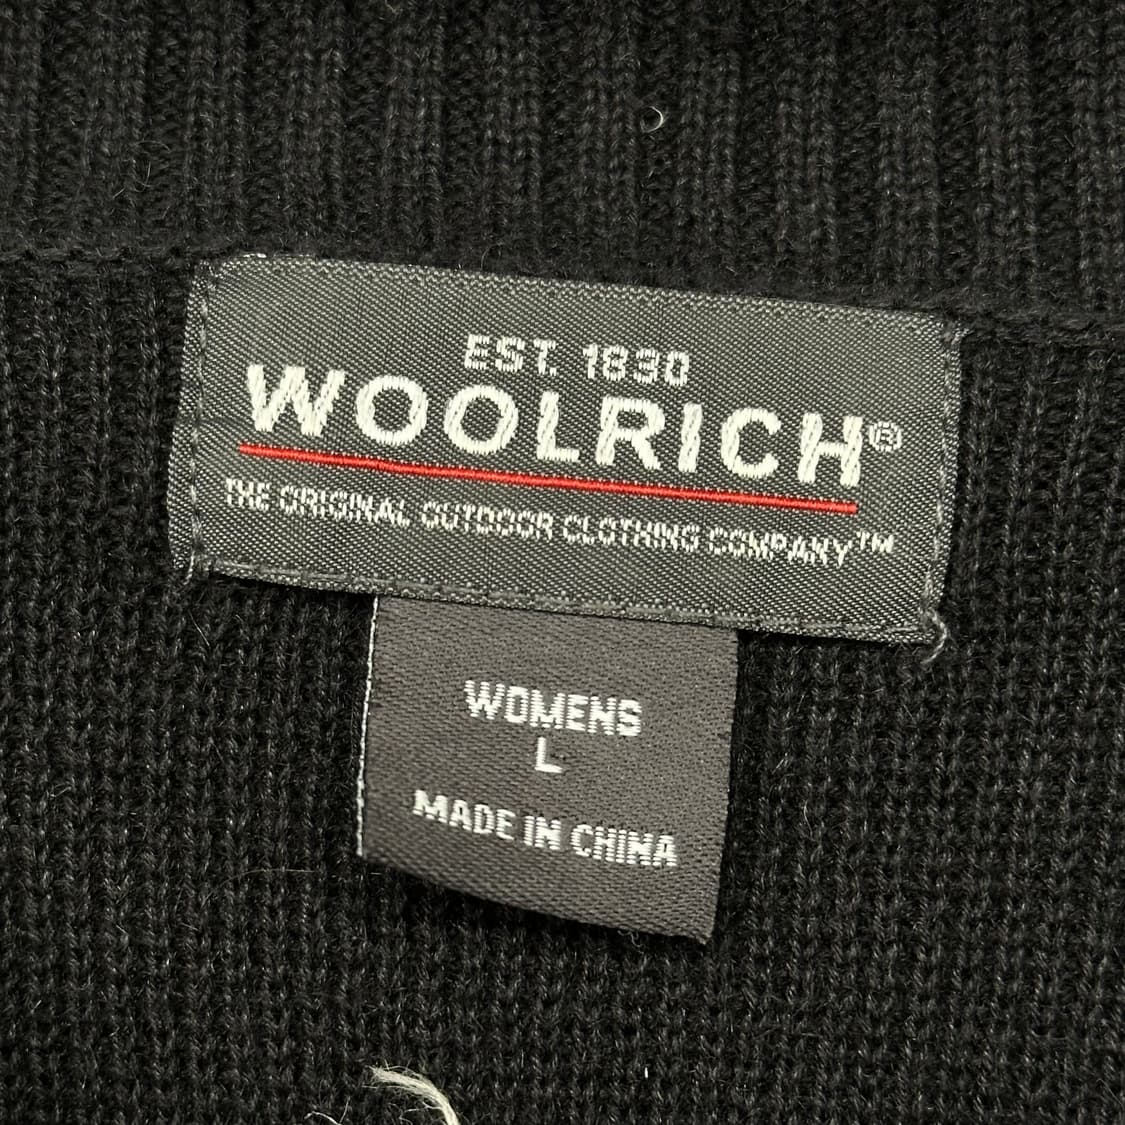 EST. 1830
WOOLRICH®
THE ORIGINAL OUTDOOR CLOTHING COMPANY™
WOMENS
L
MADE IN CHINA